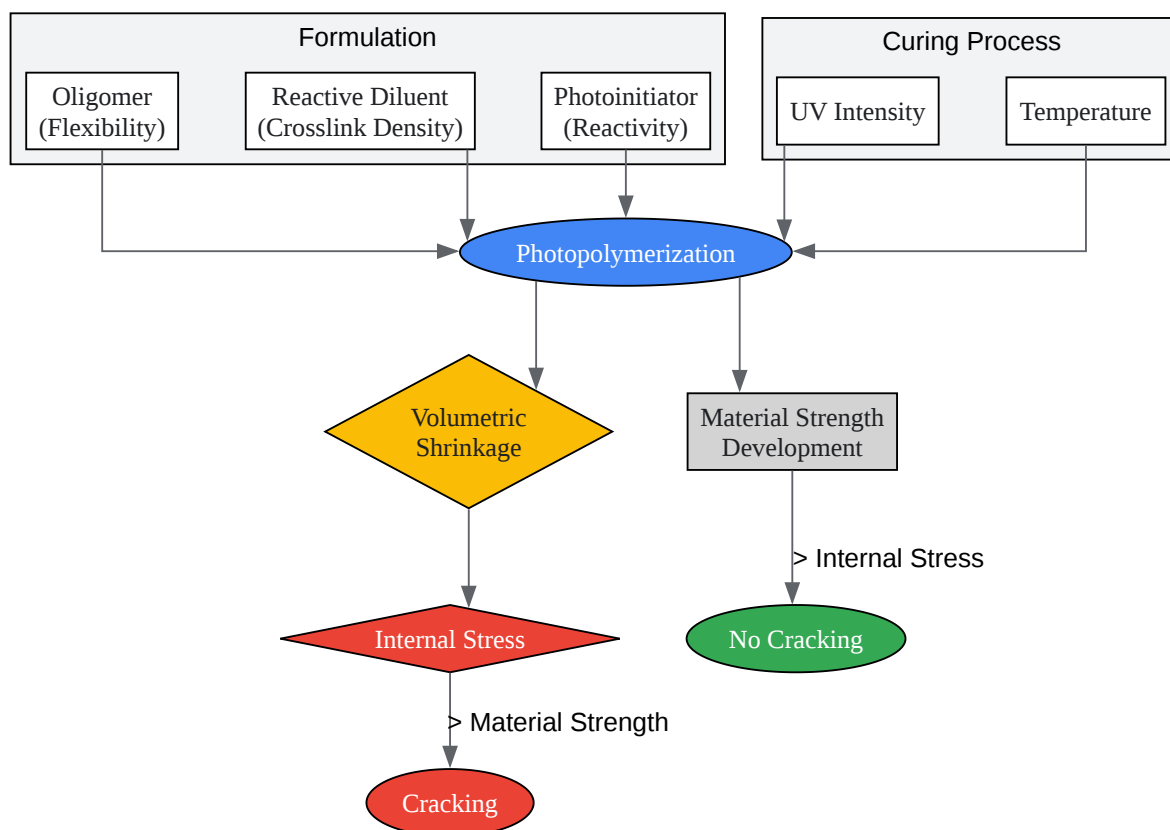 Formulation
Oligomer
(Flexibility)
Reactive Diluent
(Crosslink Density)
Photoinitiator
(Reactivity)
Curing Process
UV Intensity
Temperature
Photopolymerization
Volumetric
Shrinkage
Material Strength
Development
> Internal Stress
Internal Stress
No Cracking
> Material Strength
Cracking